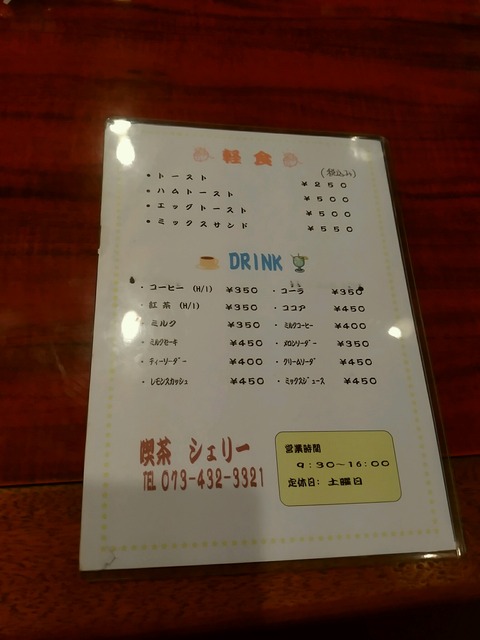 軽食
(税込み)
・トースト ¥250
・ハムトースト ¥500
・エッグトースト ¥500
・ミックスサンド ¥550
DRINK
・コーヒー (H/I) ¥350 ・コーラ ¥350
・紅茶 (H/I) ¥350 ・ココア ¥450
・ミルク ¥350 ・ミルクコーヒー ¥400
・ミルクセーキ ¥450 ・メロンソーダー ¥350
・ティーソーダー ¥400 ・クリームソーダ ¥450
・レモンスカッシュ ¥450 ・ミックスジュース ¥450
喫茶 シェリー
TEL 073-432-3321
営業時間
9:30~16:00
定休日: 土曜日